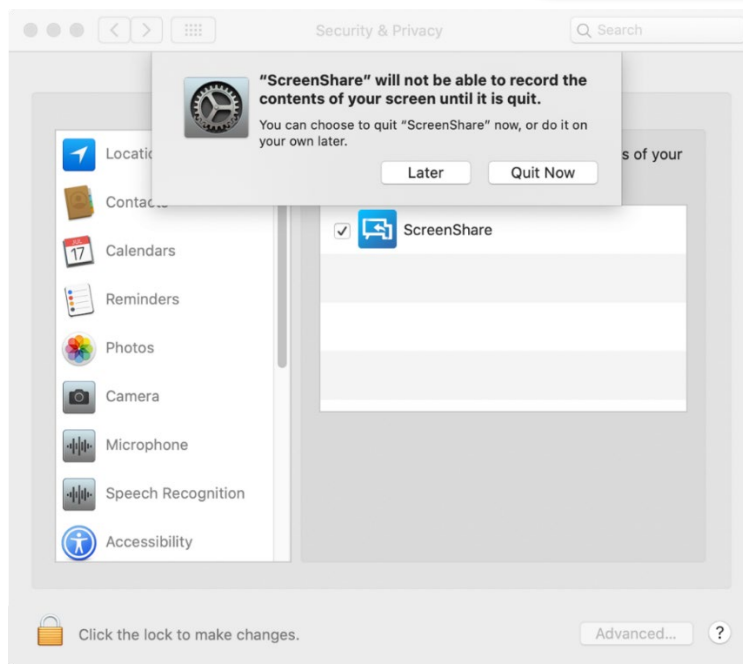 Security & Privacy
Search
“ScreenShare” will not be able to record the
contents of your screen until it is quit.
You can choose to quit “ScreenShare” now, or do it on
your own later.
Later
Quit Now
s of your
Contacts
JUL
17
Calendars
Reminders
Photos
Camera
Microphone
Speech Recognition
Accessibility
ScreenShare
Click the lock to make changes.
Advanced...
?